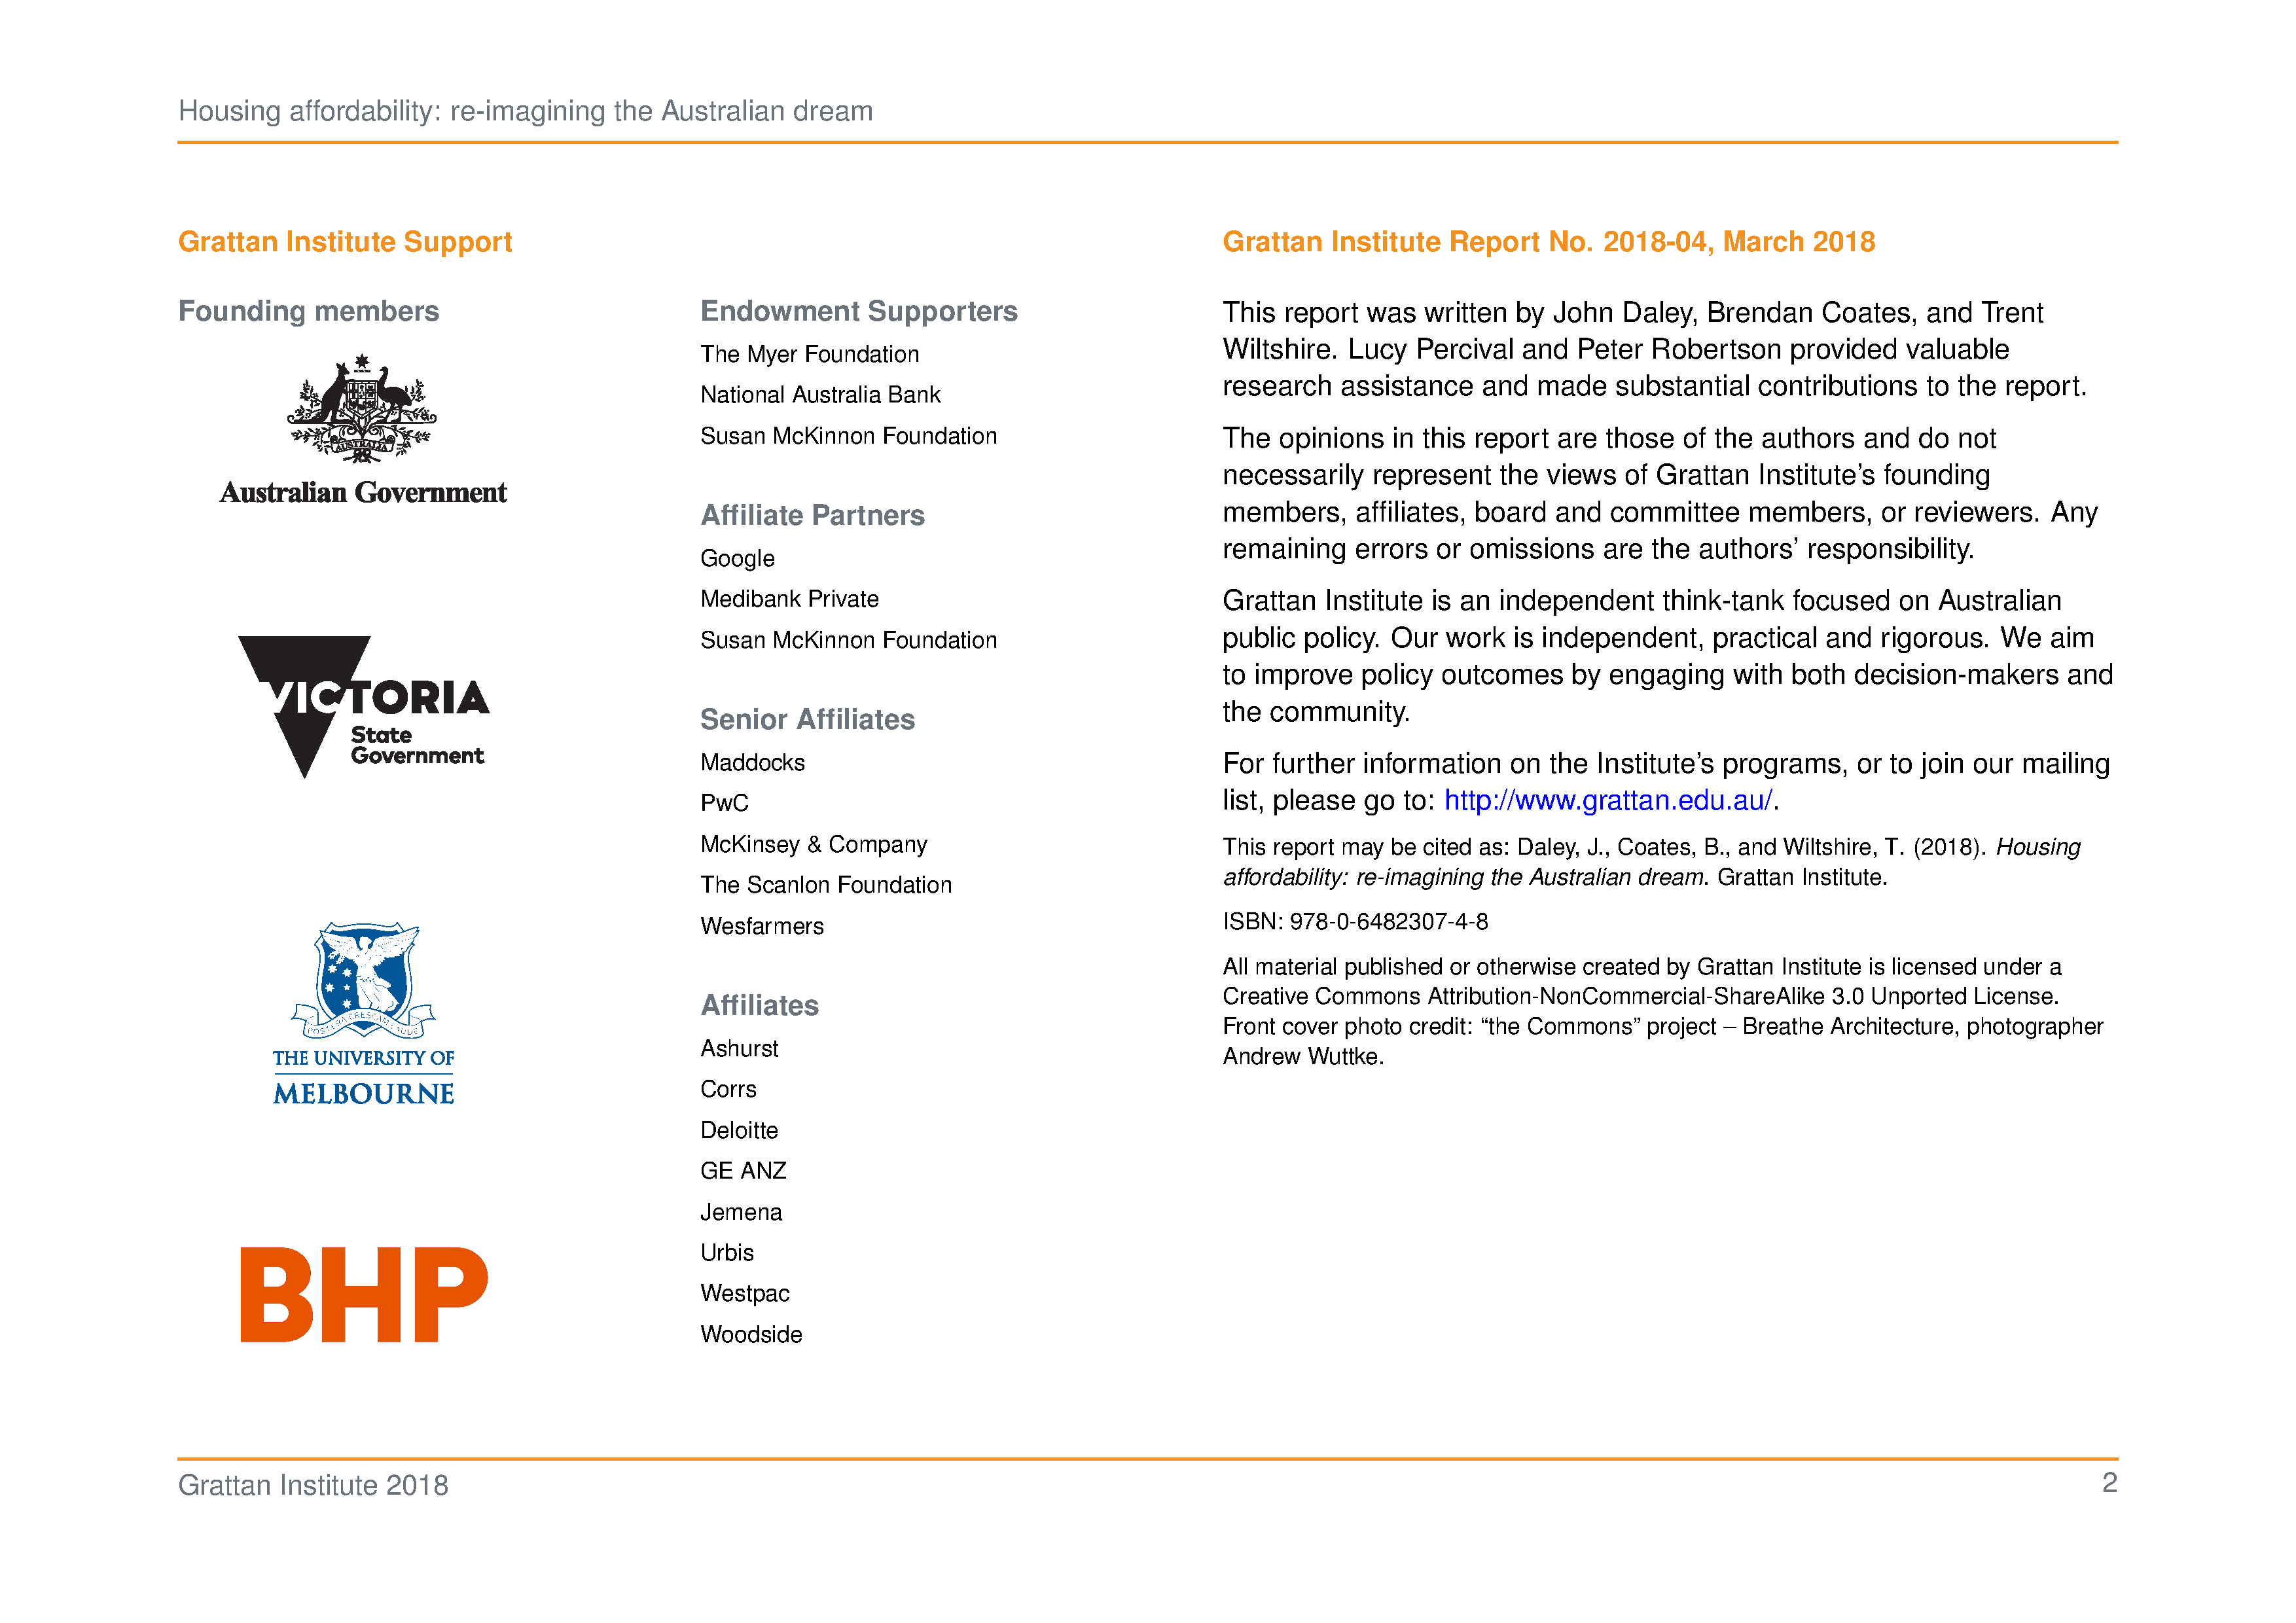 Housing affordability: re-imagining the Australian dream
Grattan Institute Support
Founding members
AUSTRALIA
Australian Government
VICTORIA
State
Government
POSTERA CRESCAM LAUDE
THE UNIVERSITY OF
MELBOURNE
BHP
Endowment Supporters
The Myer Foundation
National Australia Bank
Susan McKinnon Foundation
Affiliate Partners
Google
Medibank Private
Susan McKinnon Foundation
Senior Affiliates
Maddocks
PwC
McKinsey & Company
The Scanlon Foundation
Wesfarmers
Affiliates
Ashurst
Corrs
Deloitte
GE ANZ
Jemena
Urbis
Westpac
Woodside
Grattan Institute Report No. 2018-04, March 2018
This report was written by John Daley, Brendan Coates, and Trent
Wiltshire. Lucy Percival and Peter Robertson provided valuable
research assistance and made substantial contributions to the report.
The opinions in this report are those of the authors and do not
necessarily represent the views of Grattan Institute’s founding
members, affiliates, board and committee members, or reviewers. Any
remaining errors or omissions are the authors’ responsibility.
Grattan Institute is an independent think-tank focused on Australian
public policy. Our work is independent, practical and rigorous. We aim
to improve policy outcomes by engaging with both decision-makers and
the community.
For further information on the Institute’s programs, or to join our mailing
list, please go to: http://www.grattan.edu.au/.
This report may be cited as: Daley, J., Coates, B., and Wiltshire, T. (2018). Housing
affordability: re-imagining the Australian dream. Grattan Institute.
ISBN: 978-0-6482307-4-8
All material published or otherwise created by Grattan Institute is licensed under a
Creative Commons Attribution-NonCommercial-ShareAlike 3.0 Unported License.
Front cover photo credit: “the Commons” project – Breathe Architecture, photographer
Andrew Wuttke.
Grattan Institute 2018
2